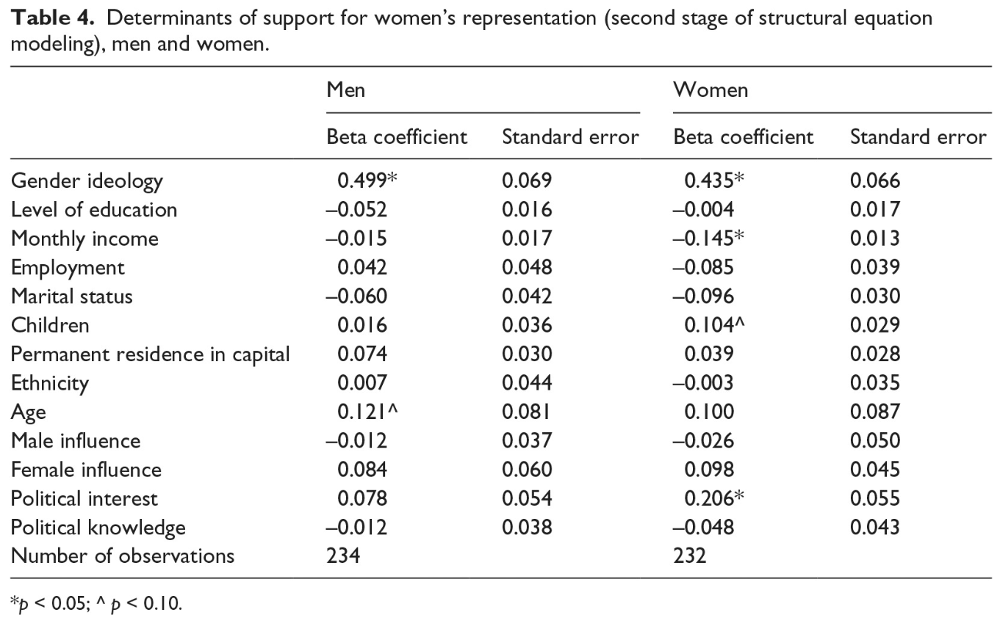 Table 4. Determinants of support for women’s representation (second stage of structural equation
modeling), men and women.
Men Women
Beta coefficient Standard error Beta coefficient Standard error
Gender ideology 0.499* 0.069 0.435* 0.066
Level of education –0.052 0.016 –0.004 0.017
Monthly income –0.015 0.017 –0.145* 0.013
Employment 0.042 0.048 –0.085 0.039
Marital status –0.060 0.042 –0.096 0.030
Children 0.016 0.036 0.104^ 0.029
Permanent residence in capital 0.074 0.030 0.039 0.028
Ethnicity 0.007 0.044 –0.003 0.035
Age 0.121^ 0.081 0.100 0.087
Male influence –0.012 0.037 –0.026 0.050
Female influence 0.084 0.060 0.098 0.045
Political interest 0.078 0.054 0.206* 0.055
Political knowledge –0.012 0.038 –0.048 0.043
Number of observations 234 232
*p < 0.05; ^ p < 0.10.